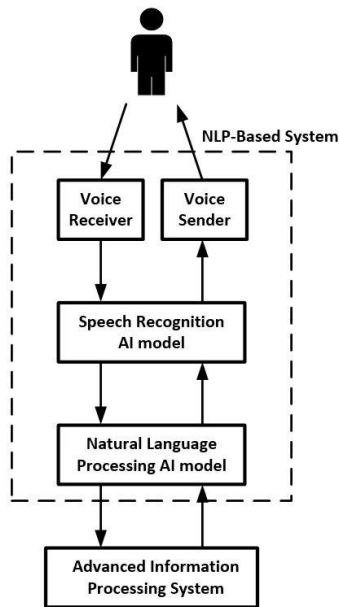 NLP-Based System
Voice
Receiver
Voice
Sender
Speech Recognition
AI model
Natural Language
Processing AI model
Advanced Information
Processing System